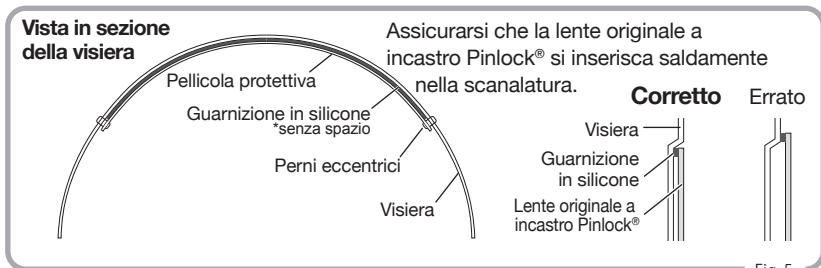 Vista in sezione
della visiera
Assicurarsi che la lente originale a
incastro Pinlock® si inserisca saldamente
nella scanalatura.
Pellicola protettiva
Guarnizione in silicone
*senza spazio
Perni eccentrici
Visiera
Corretto
Errato
Visiera
Guarnizione
in silicone
Lente originale a
incastro Pinlock®